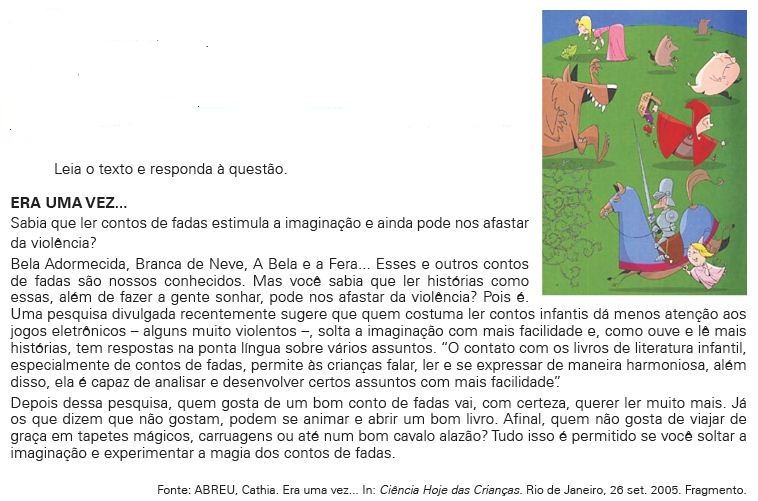 Leia o texto e responda à questão.
ERA UMA VEZ...
Sabia que ler contos de fadas estimula a imaginação e ainda pode nos afastar
da violência?
Bela Adormecida, Branca de Neve, A Bela e a Fera... Esses e outros contos
de fadas são nossos conhecidos. Mas você sabia que ler histórias como
essas, além de fazer a gente sonhar, pode nos afastar da violência? Pois é.
Uma pesquisa divulgada recentemente sugere que quem costuma ler contos infantis dá menos atenção aos
jogos eletrônicos – alguns muito violentos –, solta a imaginação com mais facilidade e, como ouve e lê mais
histórias, tem respostas na ponta língua sobre vários assuntos. “O contato com os livros de literatura infantil,
especialmente de contos de fadas, permite às crianças falar, ler e se expressar de maneira harmoniosa, além
disso, ela é capaz de analisar e desenvolver certos assuntos com mais facilidade”.
Depois dessa pesquisa, quem gosta de um bom conto de fadas vai, com certeza, querer ler muito mais. Já
os que dizem que não gostam, podem se animar e abrir um bom livro. Afinal, quem não gosta de viajar de
graça em tapetes mágicos, carruagens ou até num bom cavalo alazão? Tudo isso é permitido se você soltar a
imaginação e experimentar a magia dos contos de fadas.
Fonte: ABREU, Cathia. Era uma vez... In: Ciência Hoje das Crianças. Rio de Janeiro, 26 set. 2005. Fragmento.